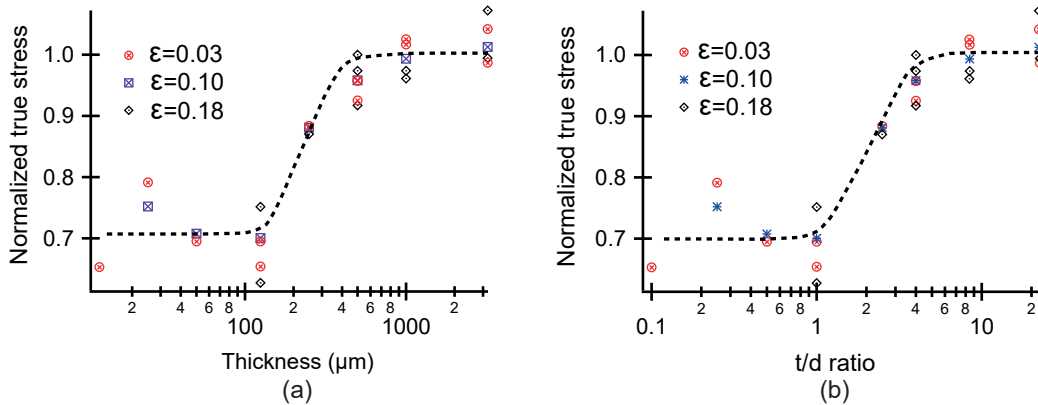 Normalized true stress
1.0
0.9
0.8
0.7
ε=0.03
ε=0.10
ε=0.18
2 4 6 8 2 4 6 8 2
100 1000
Thickness (µm)
(a)
Normalized true stress
1.0
0.9
0.8
0.7
ε=0.03
ε=0.10
ε=0.18
2 4 6 8 2 4 6 8 2
0.1 1 10
t/d ratio
(b)